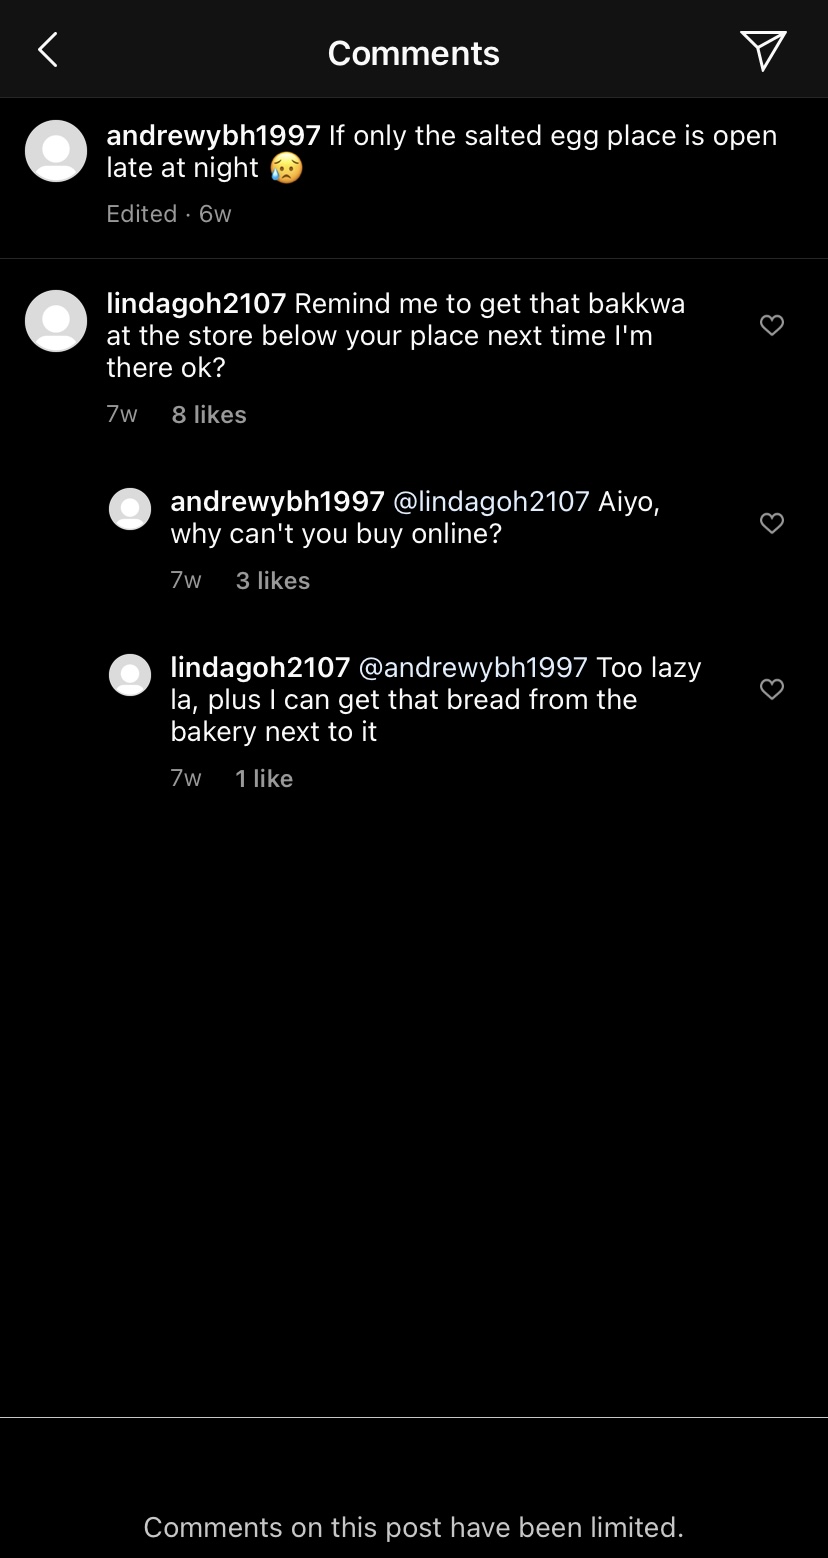 Comments
andrewybh1997 If only the salted egg place is open
late at night 😥
Edited · 6w
lindagoh2107 Remind me to get that bakkwa
at the store below your place next time I'm
there ok?
7w 8 likes
andrewybh1997 @lindagoh2107 Aiyo,
why can't you buy online?
7w 3 likes
lindagoh2107 @andrewybh1997 Too lazy
la, plus I can get that bread from the
bakery next to it
7w 1 like
Comments on this post have been limited.